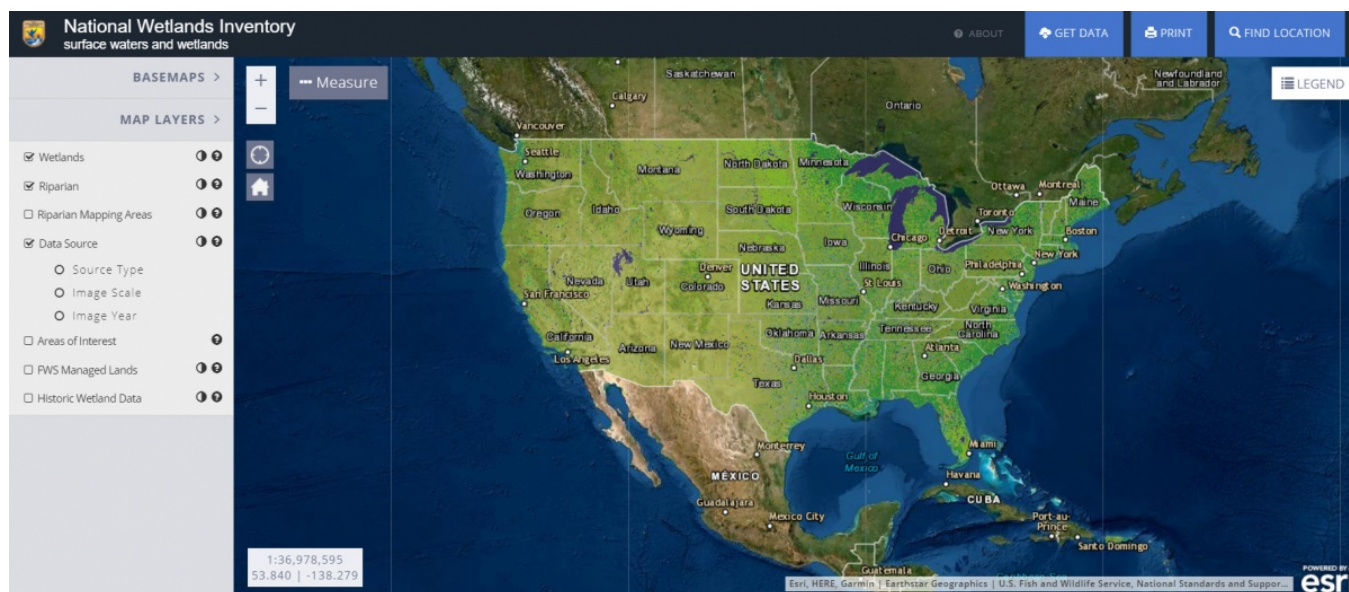 National Wetlands Inventory
surface waters and wetlands
ABOUT
GET DATA
PRINT
FIND LOCATION
BASEMAPS >
MAP LAYERS >
Wetlands
Riparian
Riparian Mapping Areas
Data Source
Source Type
Image Scale
Image Year
Areas of Interest
FWS Managed Lands
Historic Wetland Data
+
−
Measure
LEGEND
Saskatchewan
Newfoundland
and Labrador
Calgary
Ontario
Vancouver
Seattle
Washington
Montana
North Dakota
Minnesota
Ottawa
Montreal
Maine
Oregon
Idaho
South Dakota
Wisconsin
Toronto
Wyoming
Chicago
Detroit
New York
Boston
Nebraska
Iowa
New York
Nevada
Utah
Denver
Colorado
UNITED
STATES
Illinois
Ohio
Philadelphia
San Francisco
Kansas
Missouri
St Louis
Kentucky
Virginia
Washington
California
Arizona
New Mexico
Oklahoma
Arkansas
Tennessee
North
Carolina
Los Angeles
Dallas
Atlanta
Texas
Georgia
Houston
Monterrey
Gulf of
Mexico
Miami
MÉXICO
Havana
CUBA
Guadalajara
Mexico City
Port-au-
Prince
Santo Domingo
Guatemala
1:36,978,595
53.840 | -138.279
Esri, HERE, Garmin | Earthstar Geographics | U.S. Fish and Wildlife Service, National Standards and Suppor...
POWERED BY
esri